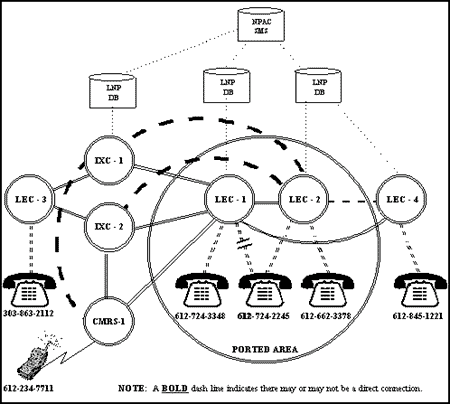 NPAC
SMS
LNP
DB
LNP
DB
LNP
DB
IXC - 1
LEC - 3
LEC - 1
LEC - 2
LEC - 4
IXC - 2
CMRS-1
303-863-2112
612-724-3348
612-724-2245
612-662-3378
612-845-1221
PORTED AREA
612-234-7711
NOTE: A BOLD dash line indicates there may or may not be a direct connection.